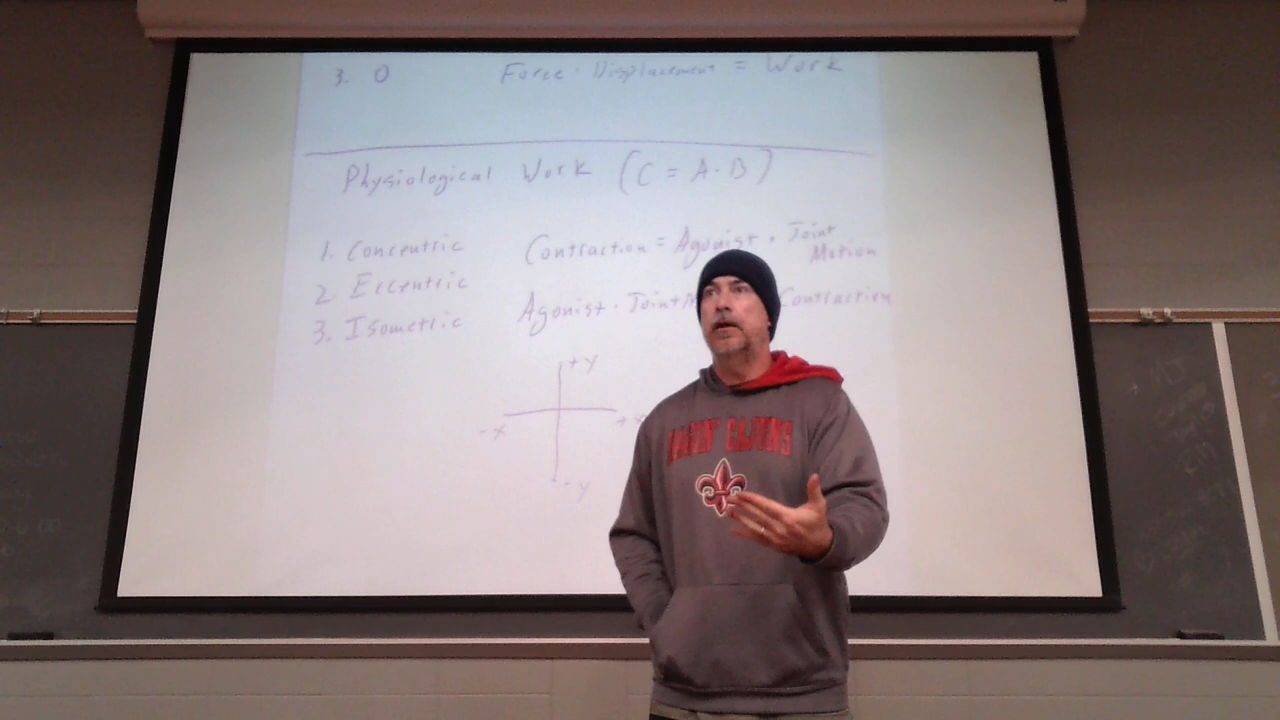 3. 0 Force · Displacement = Work
Physiological Work (C = A · B)
1. Concentric Contraction = Agonist · Joint
Motion
2. Eccentric
Agonist · Joint Contraction
3. Isometric
+y
-x +x
-y
RAGIN' CAJUNS